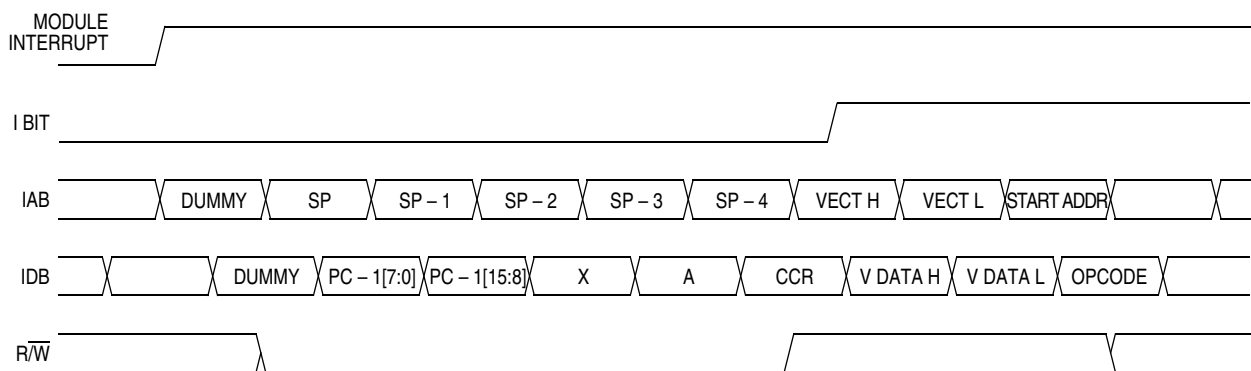 MODULE
INTERRUPT
I BIT
IAB DUMMY SP SP – 1 SP – 2 SP – 3 SP – 4 VECT H VECT L START ADDR
IDB DUMMY PC – 1[7:0] PC – 1[15:8] X A CCR V DATA H V DATA L OPCODE
R/W̅